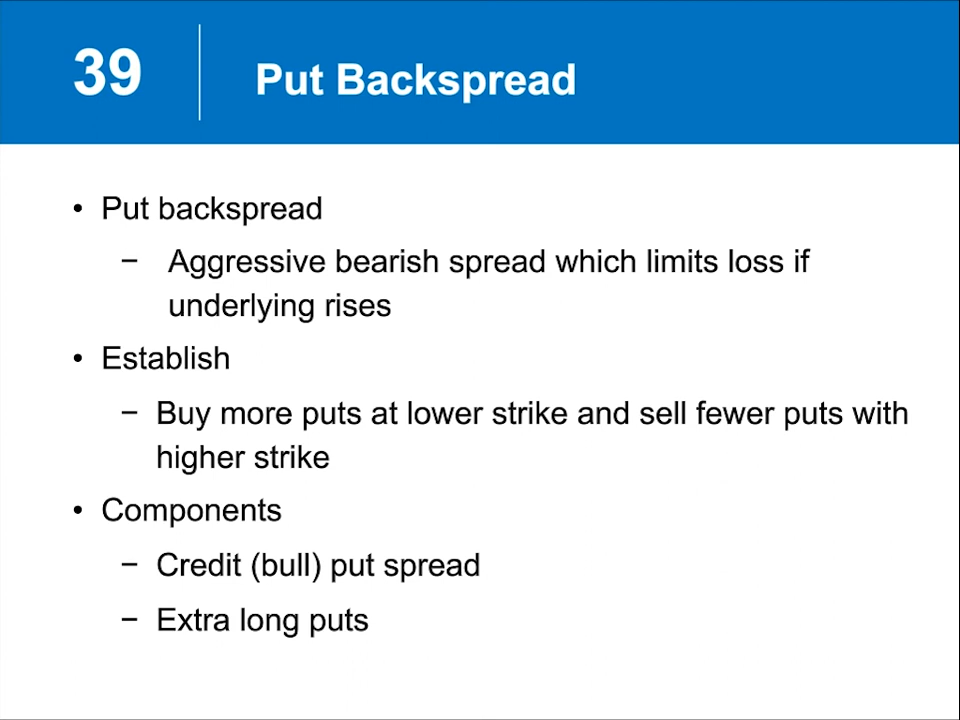 39
Put Backspread
• Put backspread
− Aggressive bearish spread which limits loss if
underlying rises
• Establish
− Buy more puts at lower strike and sell fewer puts with
higher strike
• Components
− Credit (bull) put spread
− Extra long puts